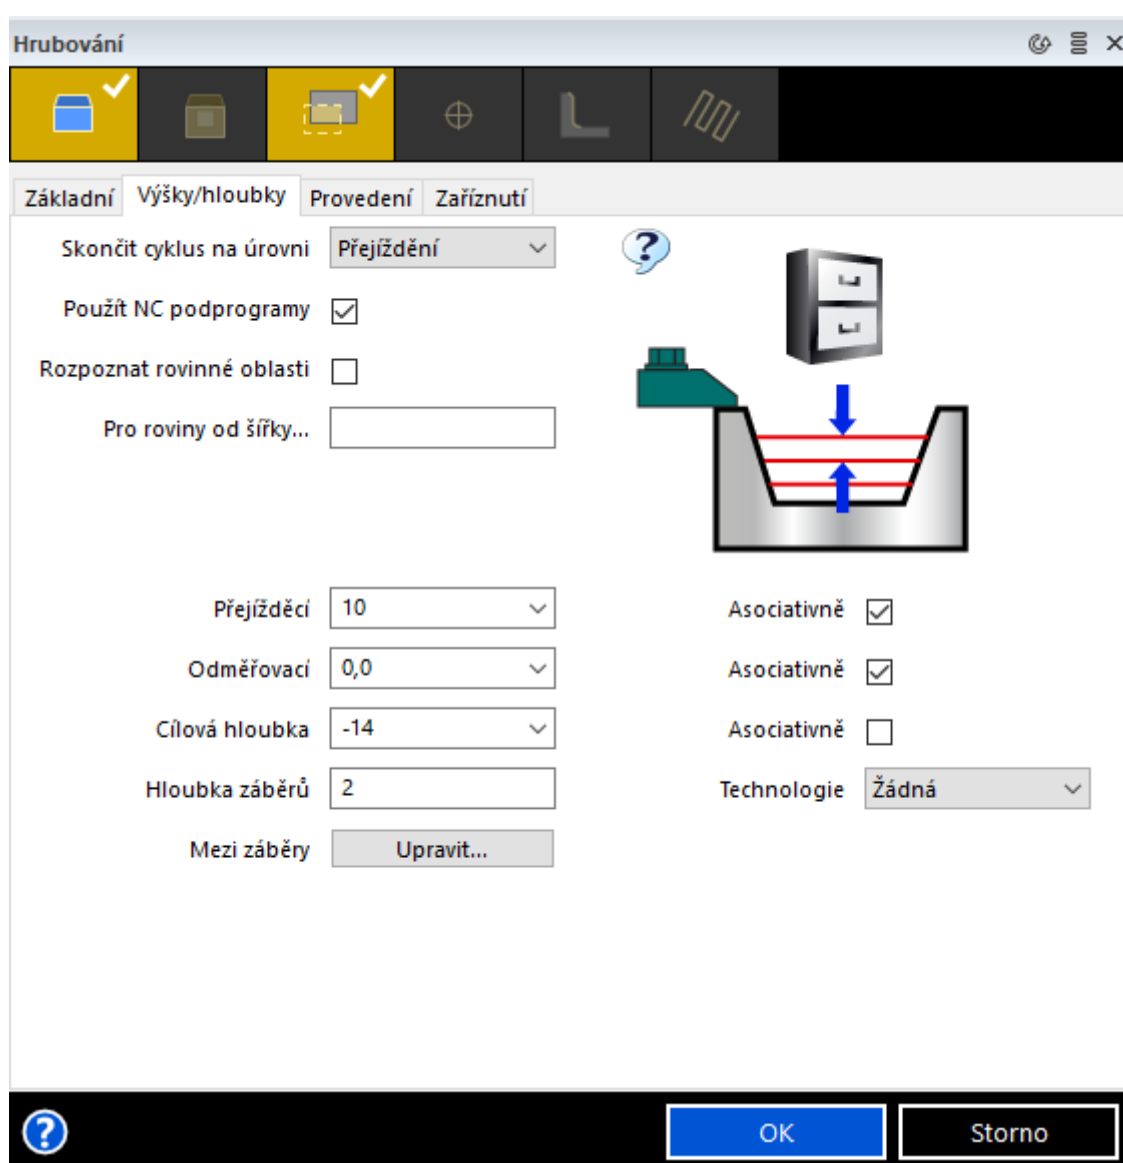 Hrubování
Základní Výšky/hloubky Provedení Zaříznutí
Skončit cyklus na úrovni Přejíždění
?
Použít NC podprogramy
Rozpoznat rovinné oblasti
Pro roviny od šířky...
Přejížděcí 10 Asociativně
Odměřovací 0,0 Asociativně
Cílová hloubka -14 Asociativně
Hloubka záběrů 2 Technologie Žádná
Mezi záběry Upravit...
? OK Storno